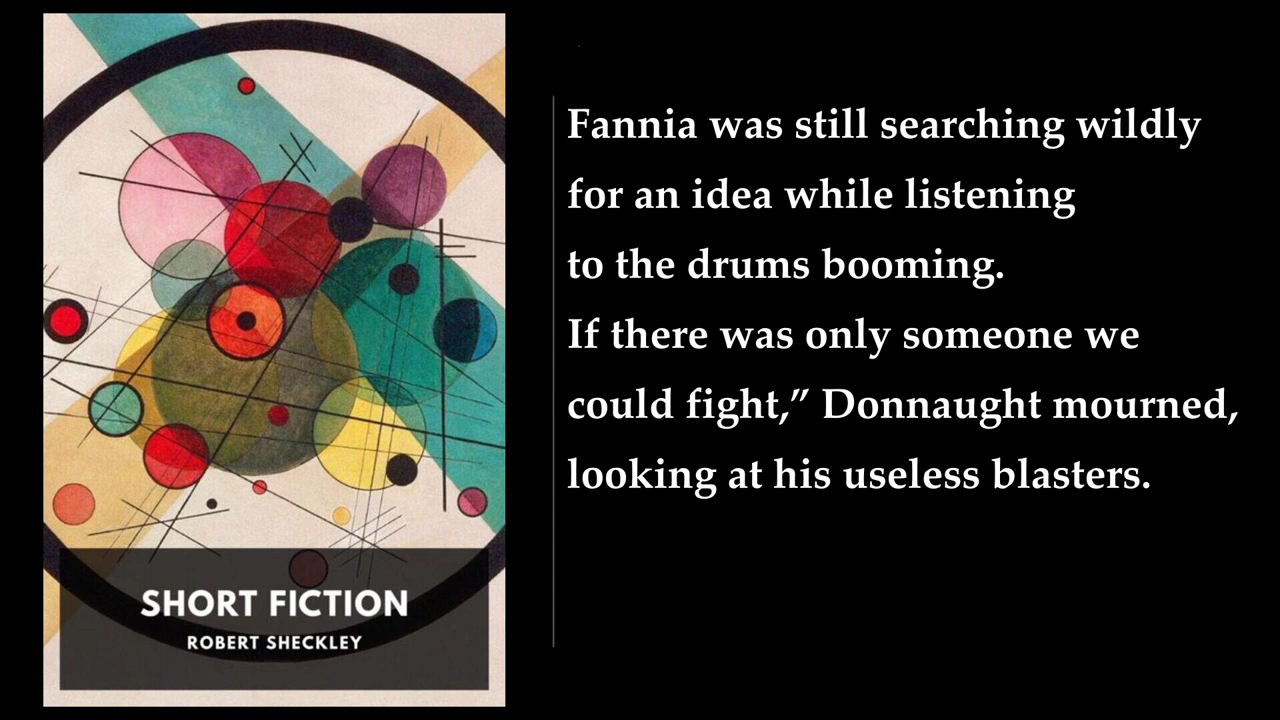 SHORT FICTION
ROBERT SHECKLEY
Fannia was still searching wildly
for an idea while listening
to the drums booming.
If there was only someone we
could fight,” Donnaught mourned,
looking at his useless blasters.